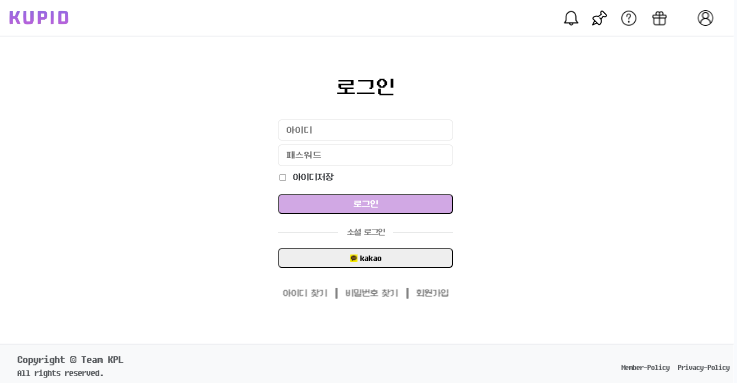 KUPID
로그인
아이디
패스워드
아이디저장
로그인
소셜 로그인
kakao
아이디 찾기 | 비밀번호 찾기 | 회원가입
Copyright © Team KPL
All rights reserved.
Member-Policy Privacy-Policy